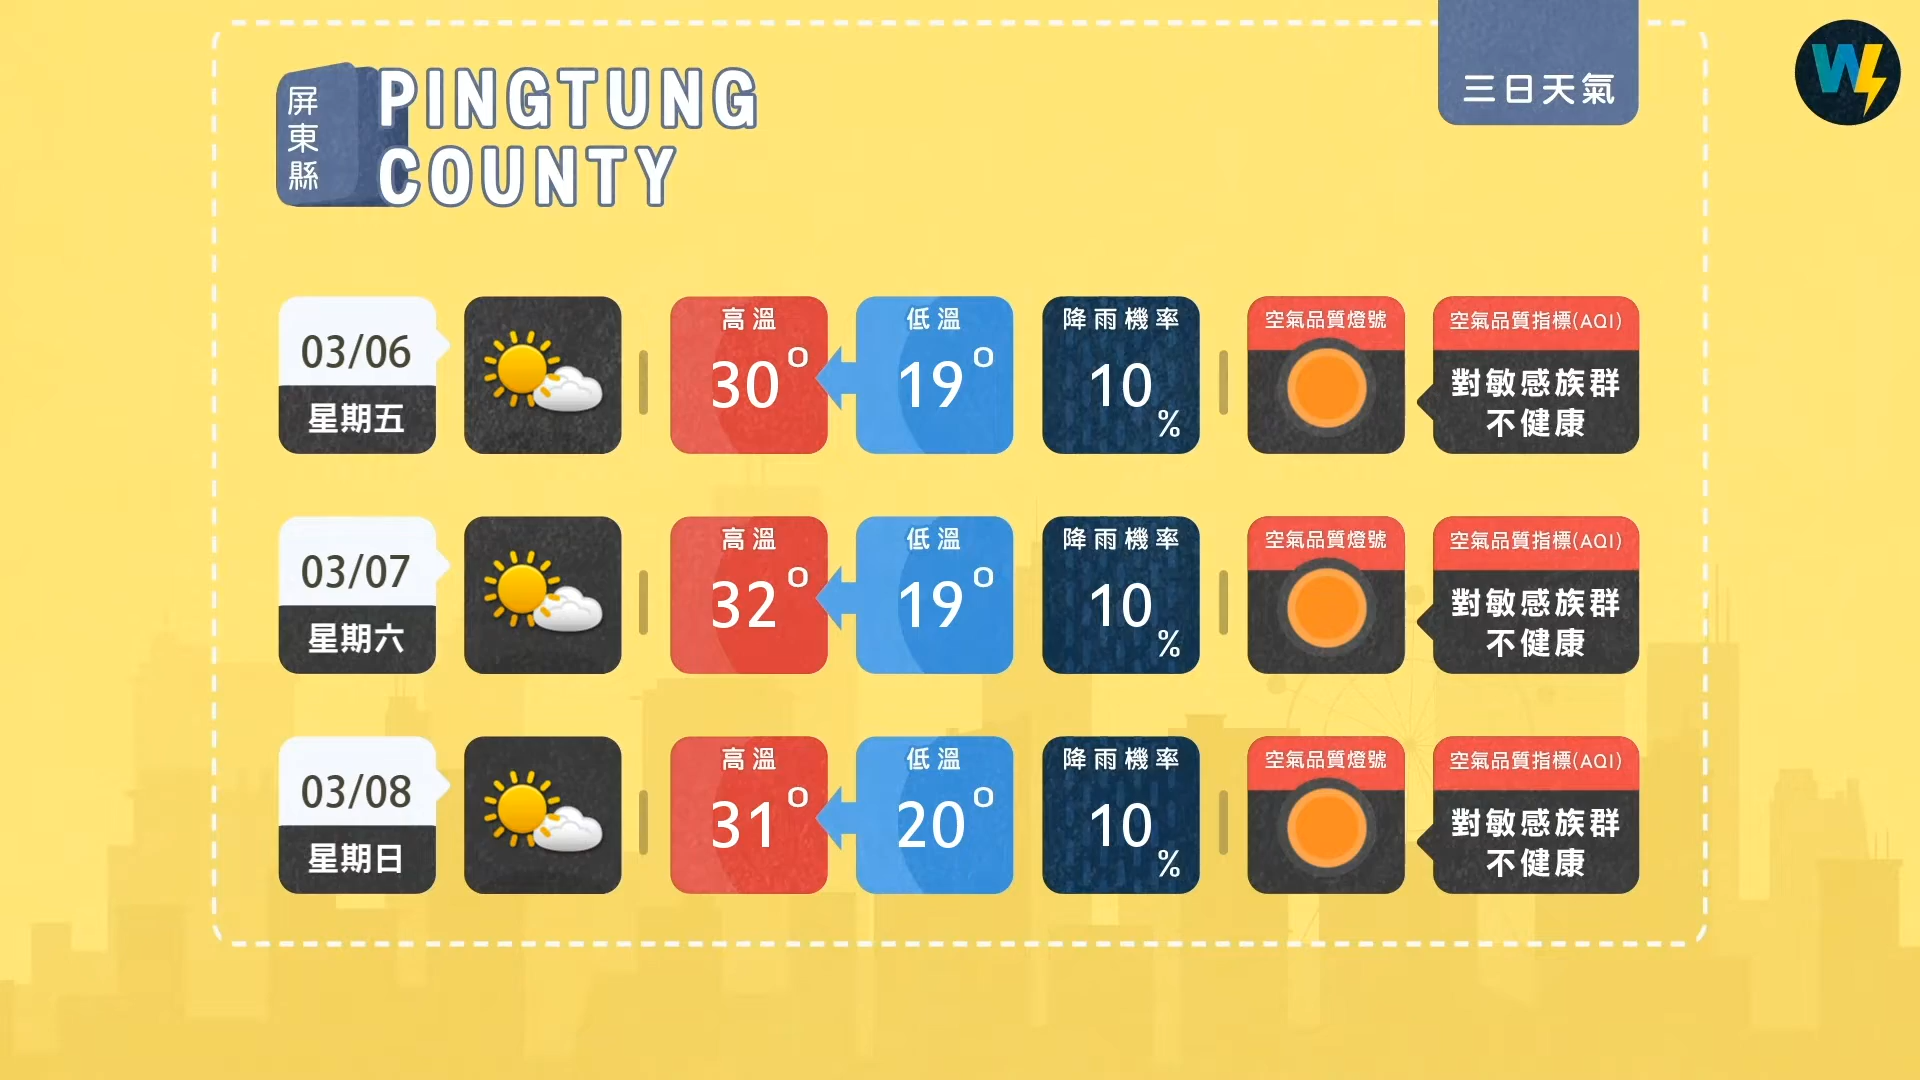 屏東縣
PINGTUNG
COUNTY
三日天氣
W
03/06
星期五
高溫
30°
低溫
19°
降雨機率
10%
空氣品質燈號
空氣品質指標(AQI)
對敏感族群
不健康
03/07
星期六
高溫
32°
低溫
19°
降雨機率
10%
空氣品質燈號
空氣品質指標(AQI)
對敏感族群
不健康
03/08
星期日
高溫
31°
低溫
20°
降雨機率
10%
空氣品質燈號
空氣品質指標(AQI)
對敏感族群
不健康